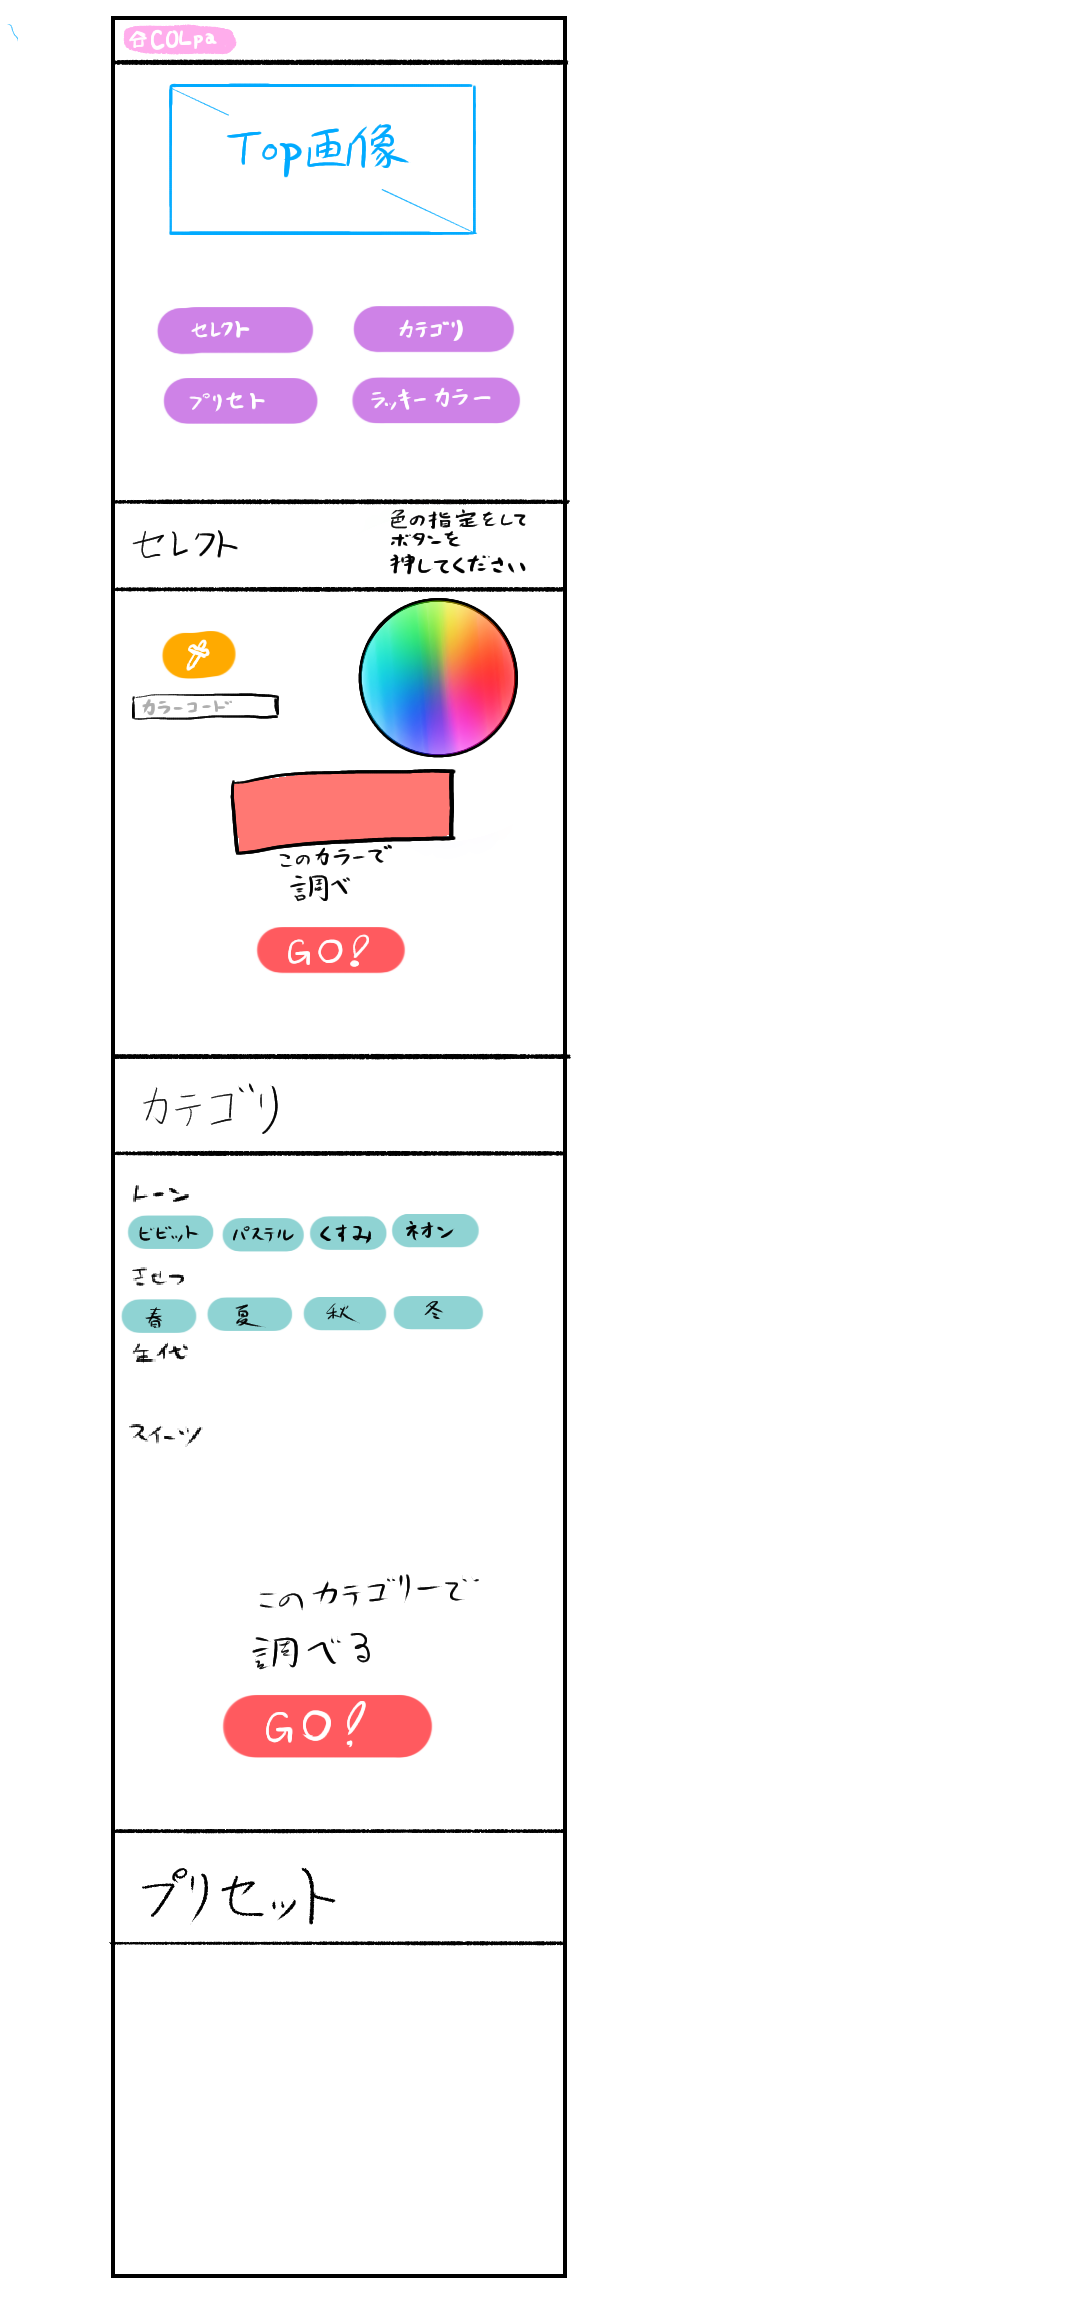 COLpa
Top画像
セレクト
カテゴリ
プリセト
ラッキーカラー
セレクト
色の指定をして
ボタンを
押してください
カラーコード
このカラーで
調べ
GO!
カテゴリ
トーン
ビビット
パステル
くすみ
ネオン
きせつ
春
夏
秋
冬
年代
スイーツ
このカテゴリーで
調べる
GO!
プリセット